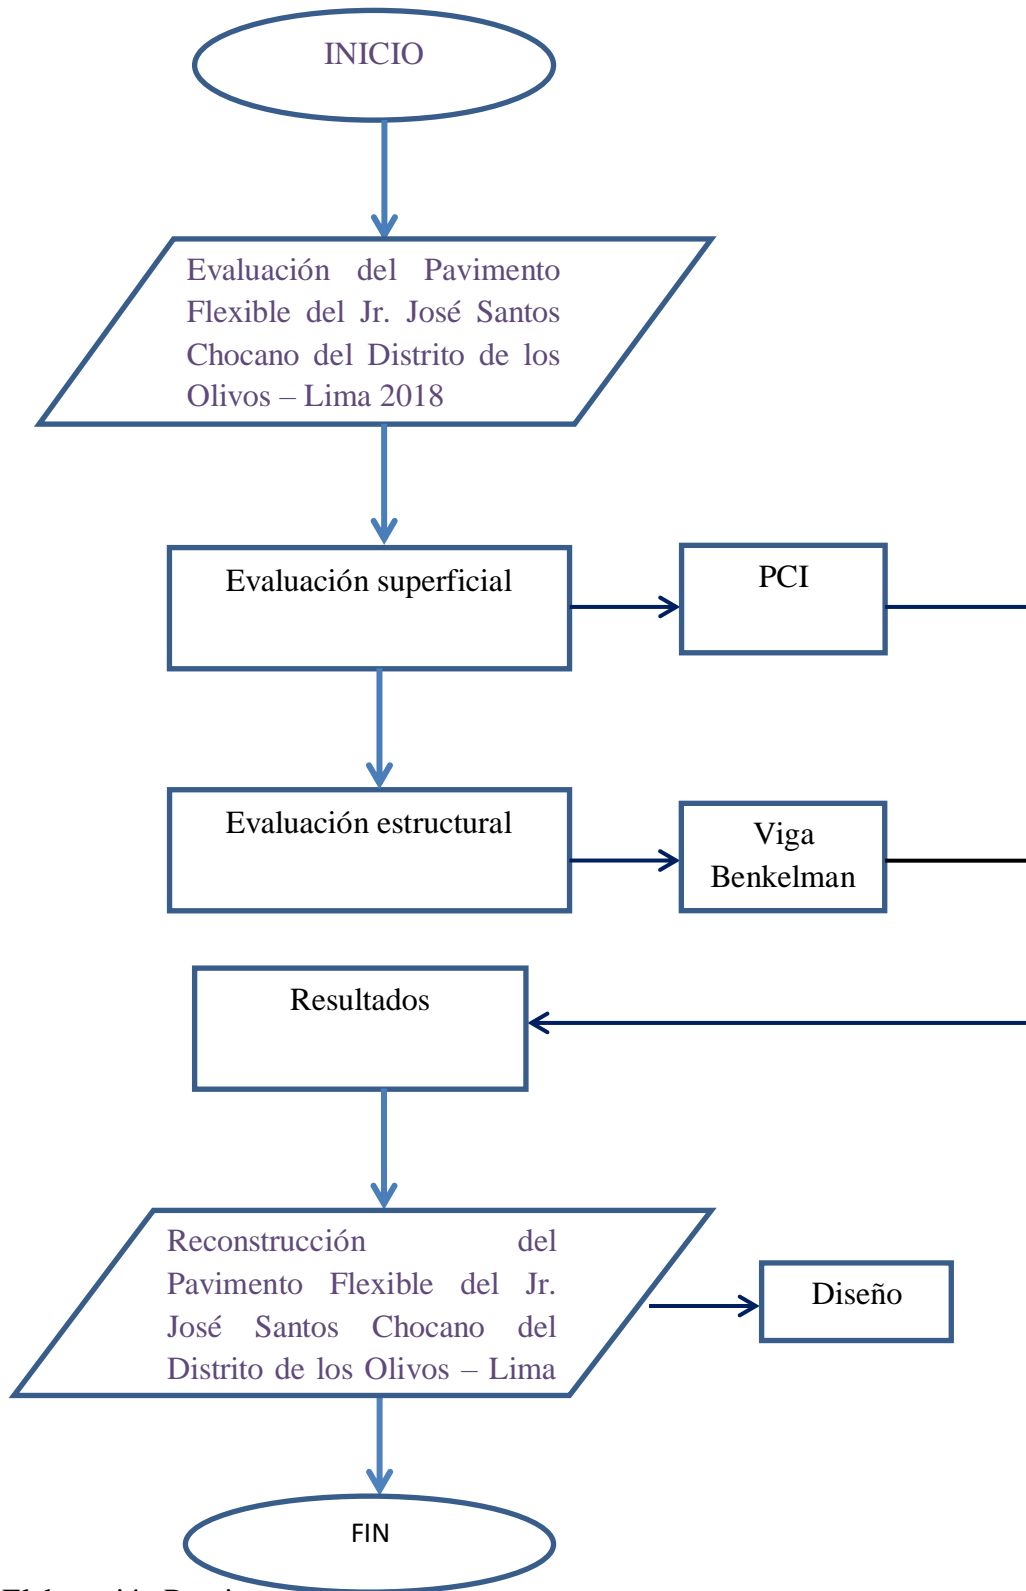 INICIO
Evaluación del Pavimento
Flexible del Jr. José Santos
Chocano del Distrito de los
Olivos – Lima 2018
Evaluación superficial
PCI
Evaluación estructural
Viga
Benkelman
Resultados
Reconstrucción del
Pavimento Flexible del Jr.
José Santos Chocano del
Distrito de los Olivos – Lima
Diseño
FIN